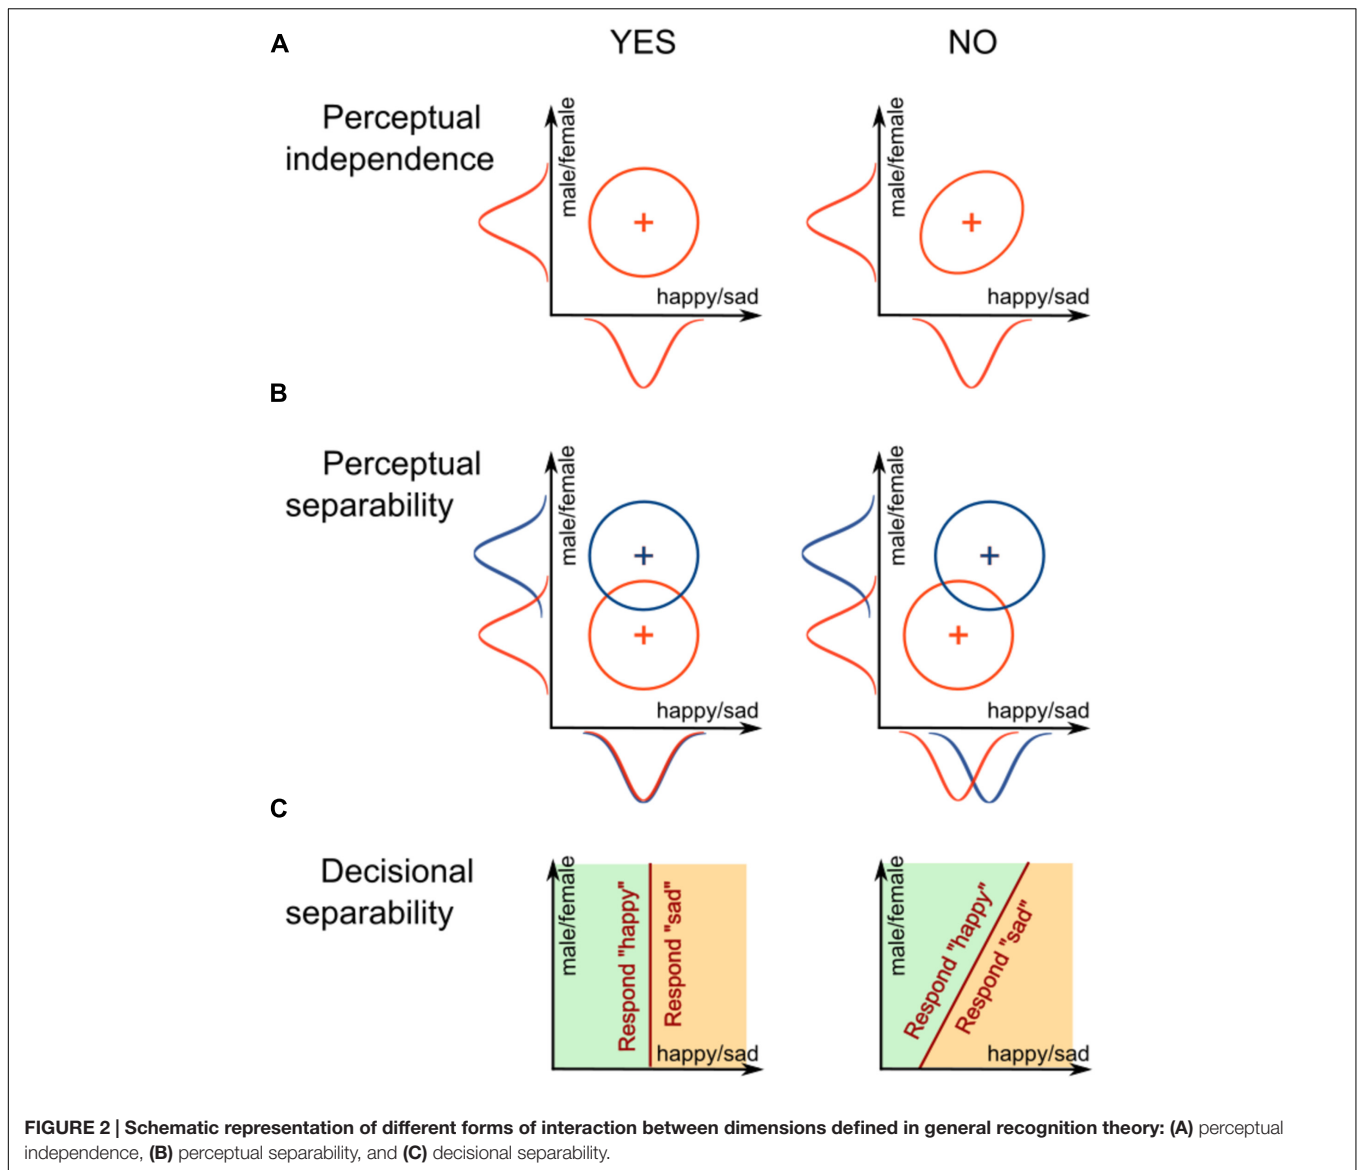 A
YES
NO
Perceptual
independence
male/female
happy/sad
male/female
happy/sad
B
Perceptual
separability
male/female
happy/sad
male/female
happy/sad
C
Decisional
separability
male/female
Respond "happy"
Respond "sad"
happy/sad
male/female
Respond "happy"
Respond "sad"
happy/sad
FIGURE 2 | Schematic representation of different forms of interaction between dimensions defined in general recognition theory: (A) perceptual
independence, (B) perceptual separability, and (C) decisional separability.